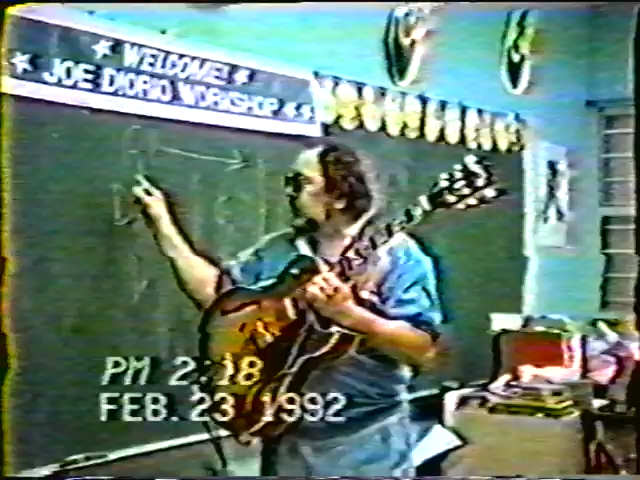 ★ WELCOME! ★
★ JOE DIORIO WORKSHOP ★★
PM 2:18
FEB. 23 1992